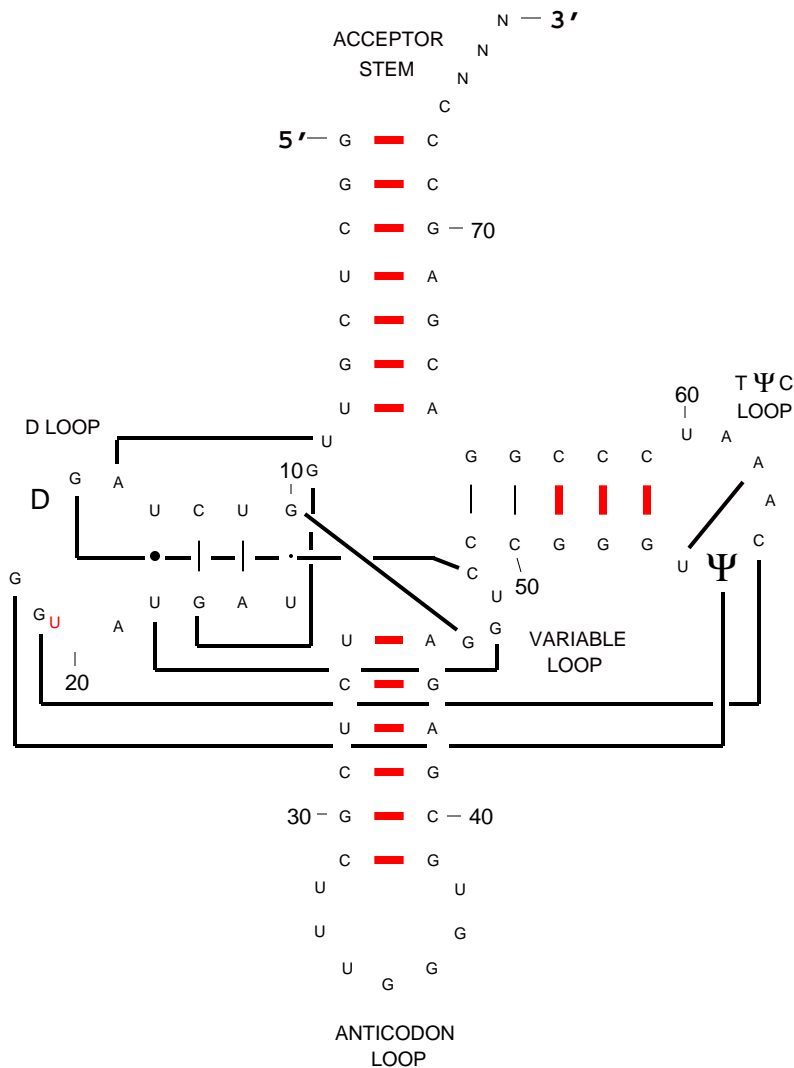 N 3′
ACCEPTOR
STEM
N
N
C
5′ G C
G C
C G 70
U A
C G
G C
U A
T Ψ C
LOOP
60
D LOOP
U
U A
G G C C C A
G A
10 G
A
D
U C U G
C C G G G C
U Ψ
C
50
G
U G A U U
G U
A
U A G G
VARIABLE
LOOP
20
C G
U A
C G
30 G C 40
C G
U U
U G
U G
G
ANTICODON
LOOP